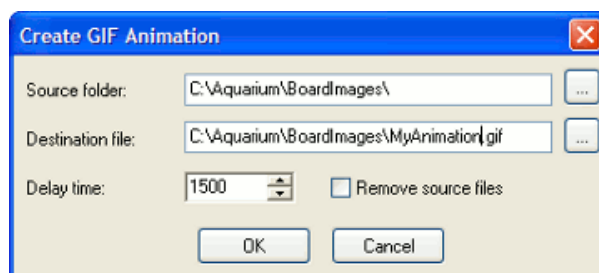 Create GIF Animation
Source folder: C:\Aquarium\BoardImages\ ...
Destination file: C:\Aquarium\BoardImages\MyAnimation.gif ...
Delay time: 1500 Remove source files
OK Cancel